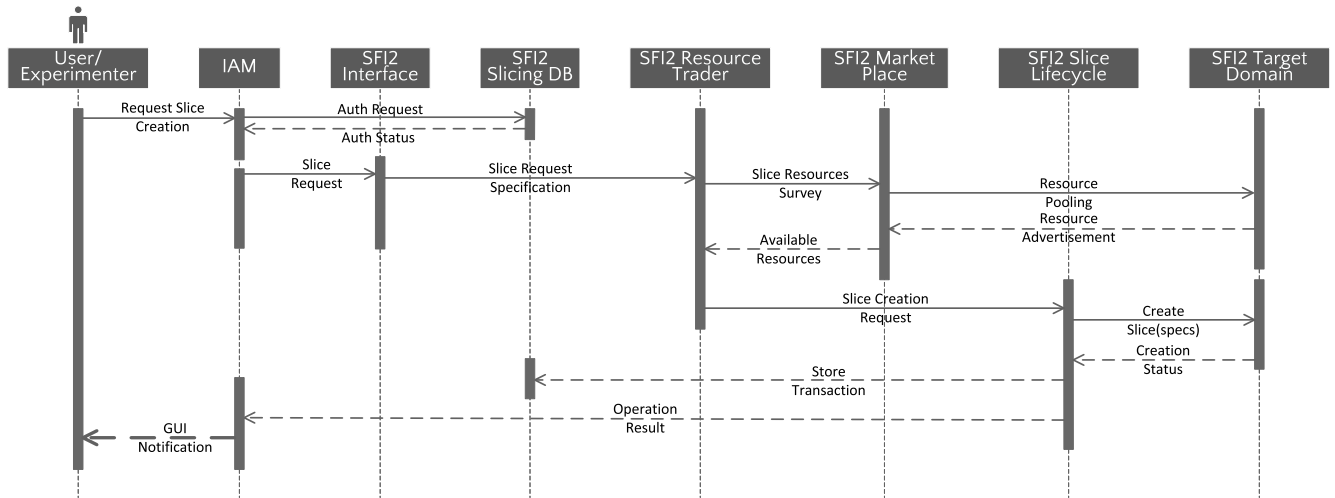 User/
Experimenter
IAM
SFI2
Interface
SFI2
Slicing DB
SFI2 Resource
Trader
SFI2 Market
Place
SFI2 Slice
Lifecycle
SFI2 Target
Domain
Request Slice
Creation
Auth Request
Auth Status
Slice
Request
Slice Request
Specification
Slice Resources
Survey
Resource
Pooling
Resource
Advertisement
Available
Resources
Slice Creation
Request
Create
Slice(specs)
Creation
Status
Store
Transaction
Operation
Result
GUI
Notification